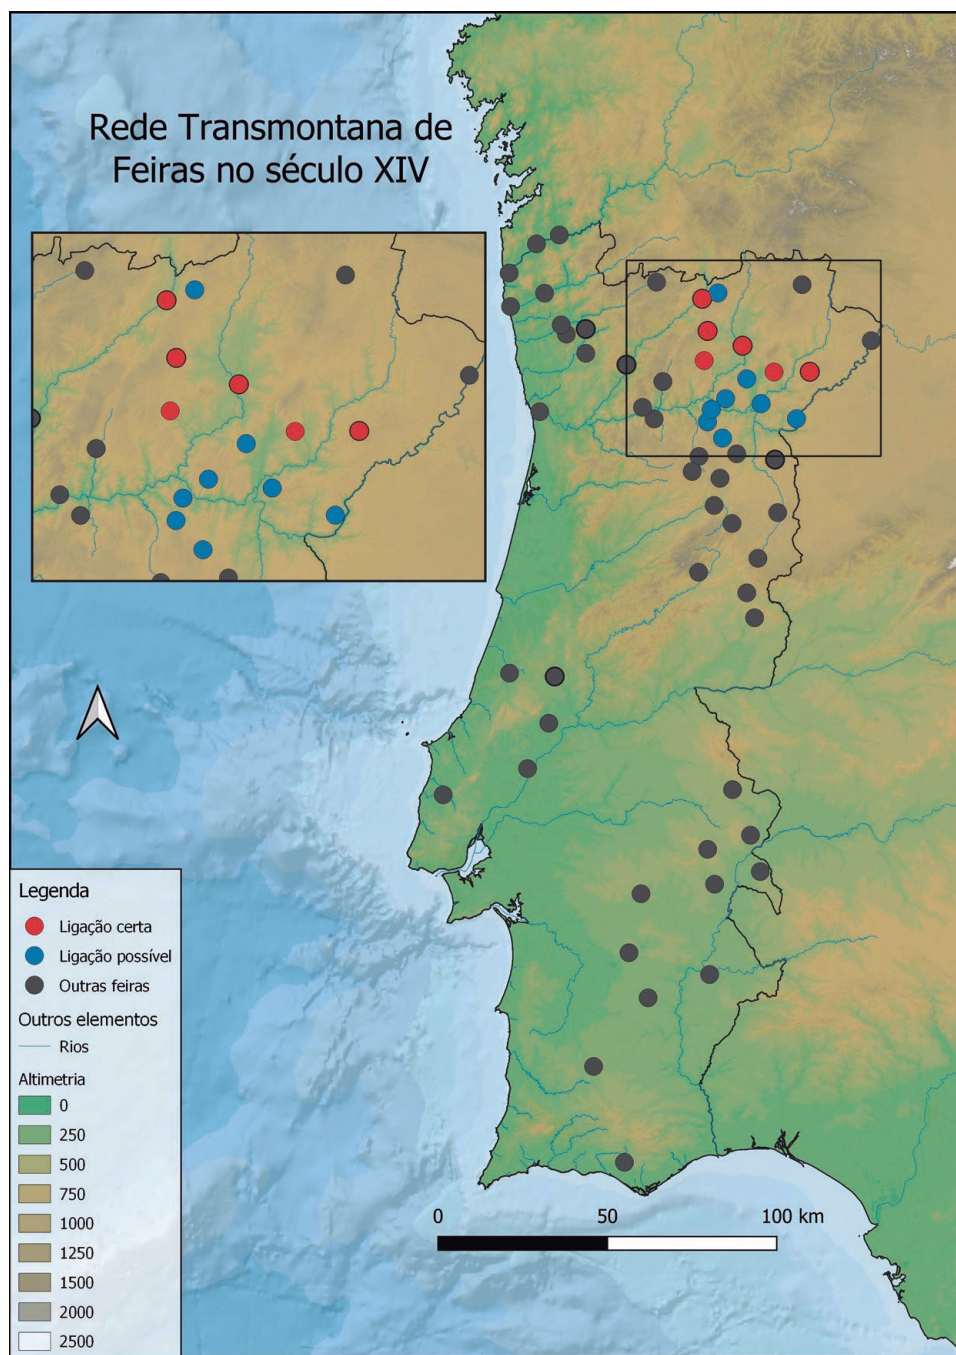 Rede Transmontana de
Feiras no século XIV
Legenda
Ligação certa
Ligação possível
Outras feiras
Outros elementos
Rios
Altimetria
0
250
500
750
1000
1250
1500
2000
2500
0 50 100 km